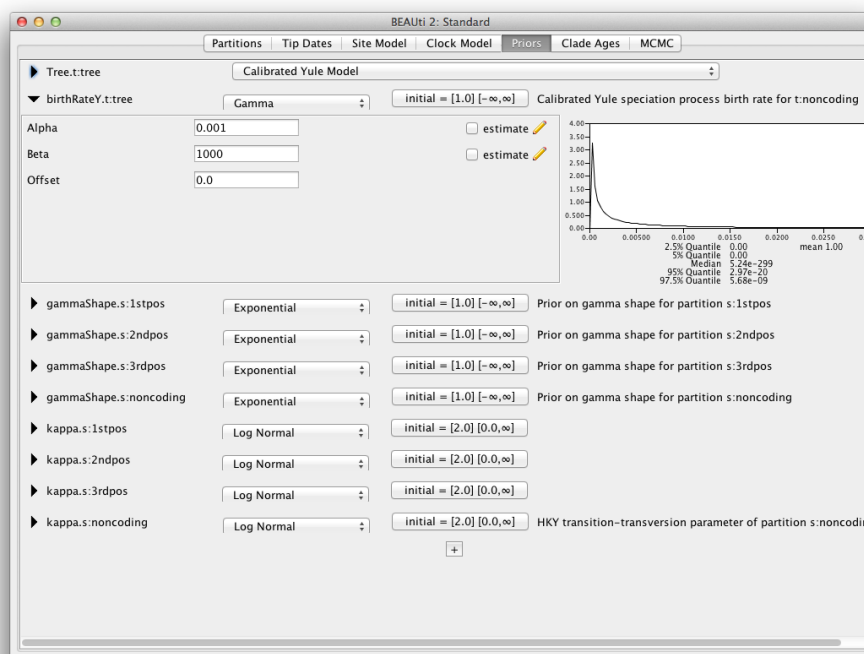 BEAUti 2: Standard
Partitions Tip Dates Site Model Clock Model Priors Clade Ages MCMC
Tree.t:tree Calibrated Yule Model
birthRateY.t:tree Gamma initial = [1.0] [-∞,∞] Calibrated Yule speciation process birth rate for t:noncoding
Alpha 0.001 estimate
Beta 1000 estimate
Offset 0.0
4.00
3.50
3.00
2.50
2.00
1.50
1.00
0.500
0.00
0.00 0.00500 0.0100 0.0150 0.0200 0.0250
2.5% Quantile 0.00 mean 1.00
5% Quantile 0.00
Median 5.24e-299
95% Quantile 2.97e-20
97.5% Quantile 5.68e-09
gammaShape.s:1stpos Exponential initial = [1.0] [-∞,∞] Prior on gamma shape for partition s:1stpos
gammaShape.s:2ndpos Exponential initial = [1.0] [-∞,∞] Prior on gamma shape for partition s:2ndpos
gammaShape.s:3rdpos Exponential initial = [1.0] [-∞,∞] Prior on gamma shape for partition s:3rdpos
gammaShape.s:noncoding Exponential initial = [1.0] [-∞,∞] Prior on gamma shape for partition s:noncoding
kappa.s:1stpos Log Normal initial = [2.0] [0.0,∞]
kappa.s:2ndpos Log Normal initial = [2.0] [0.0,∞]
kappa.s:3rdpos Log Normal initial = [2.0] [0.0,∞]
kappa.s:noncoding Log Normal initial = [2.0] [0.0,∞] HKY transition-transversion parameter of partition s:noncodin
+